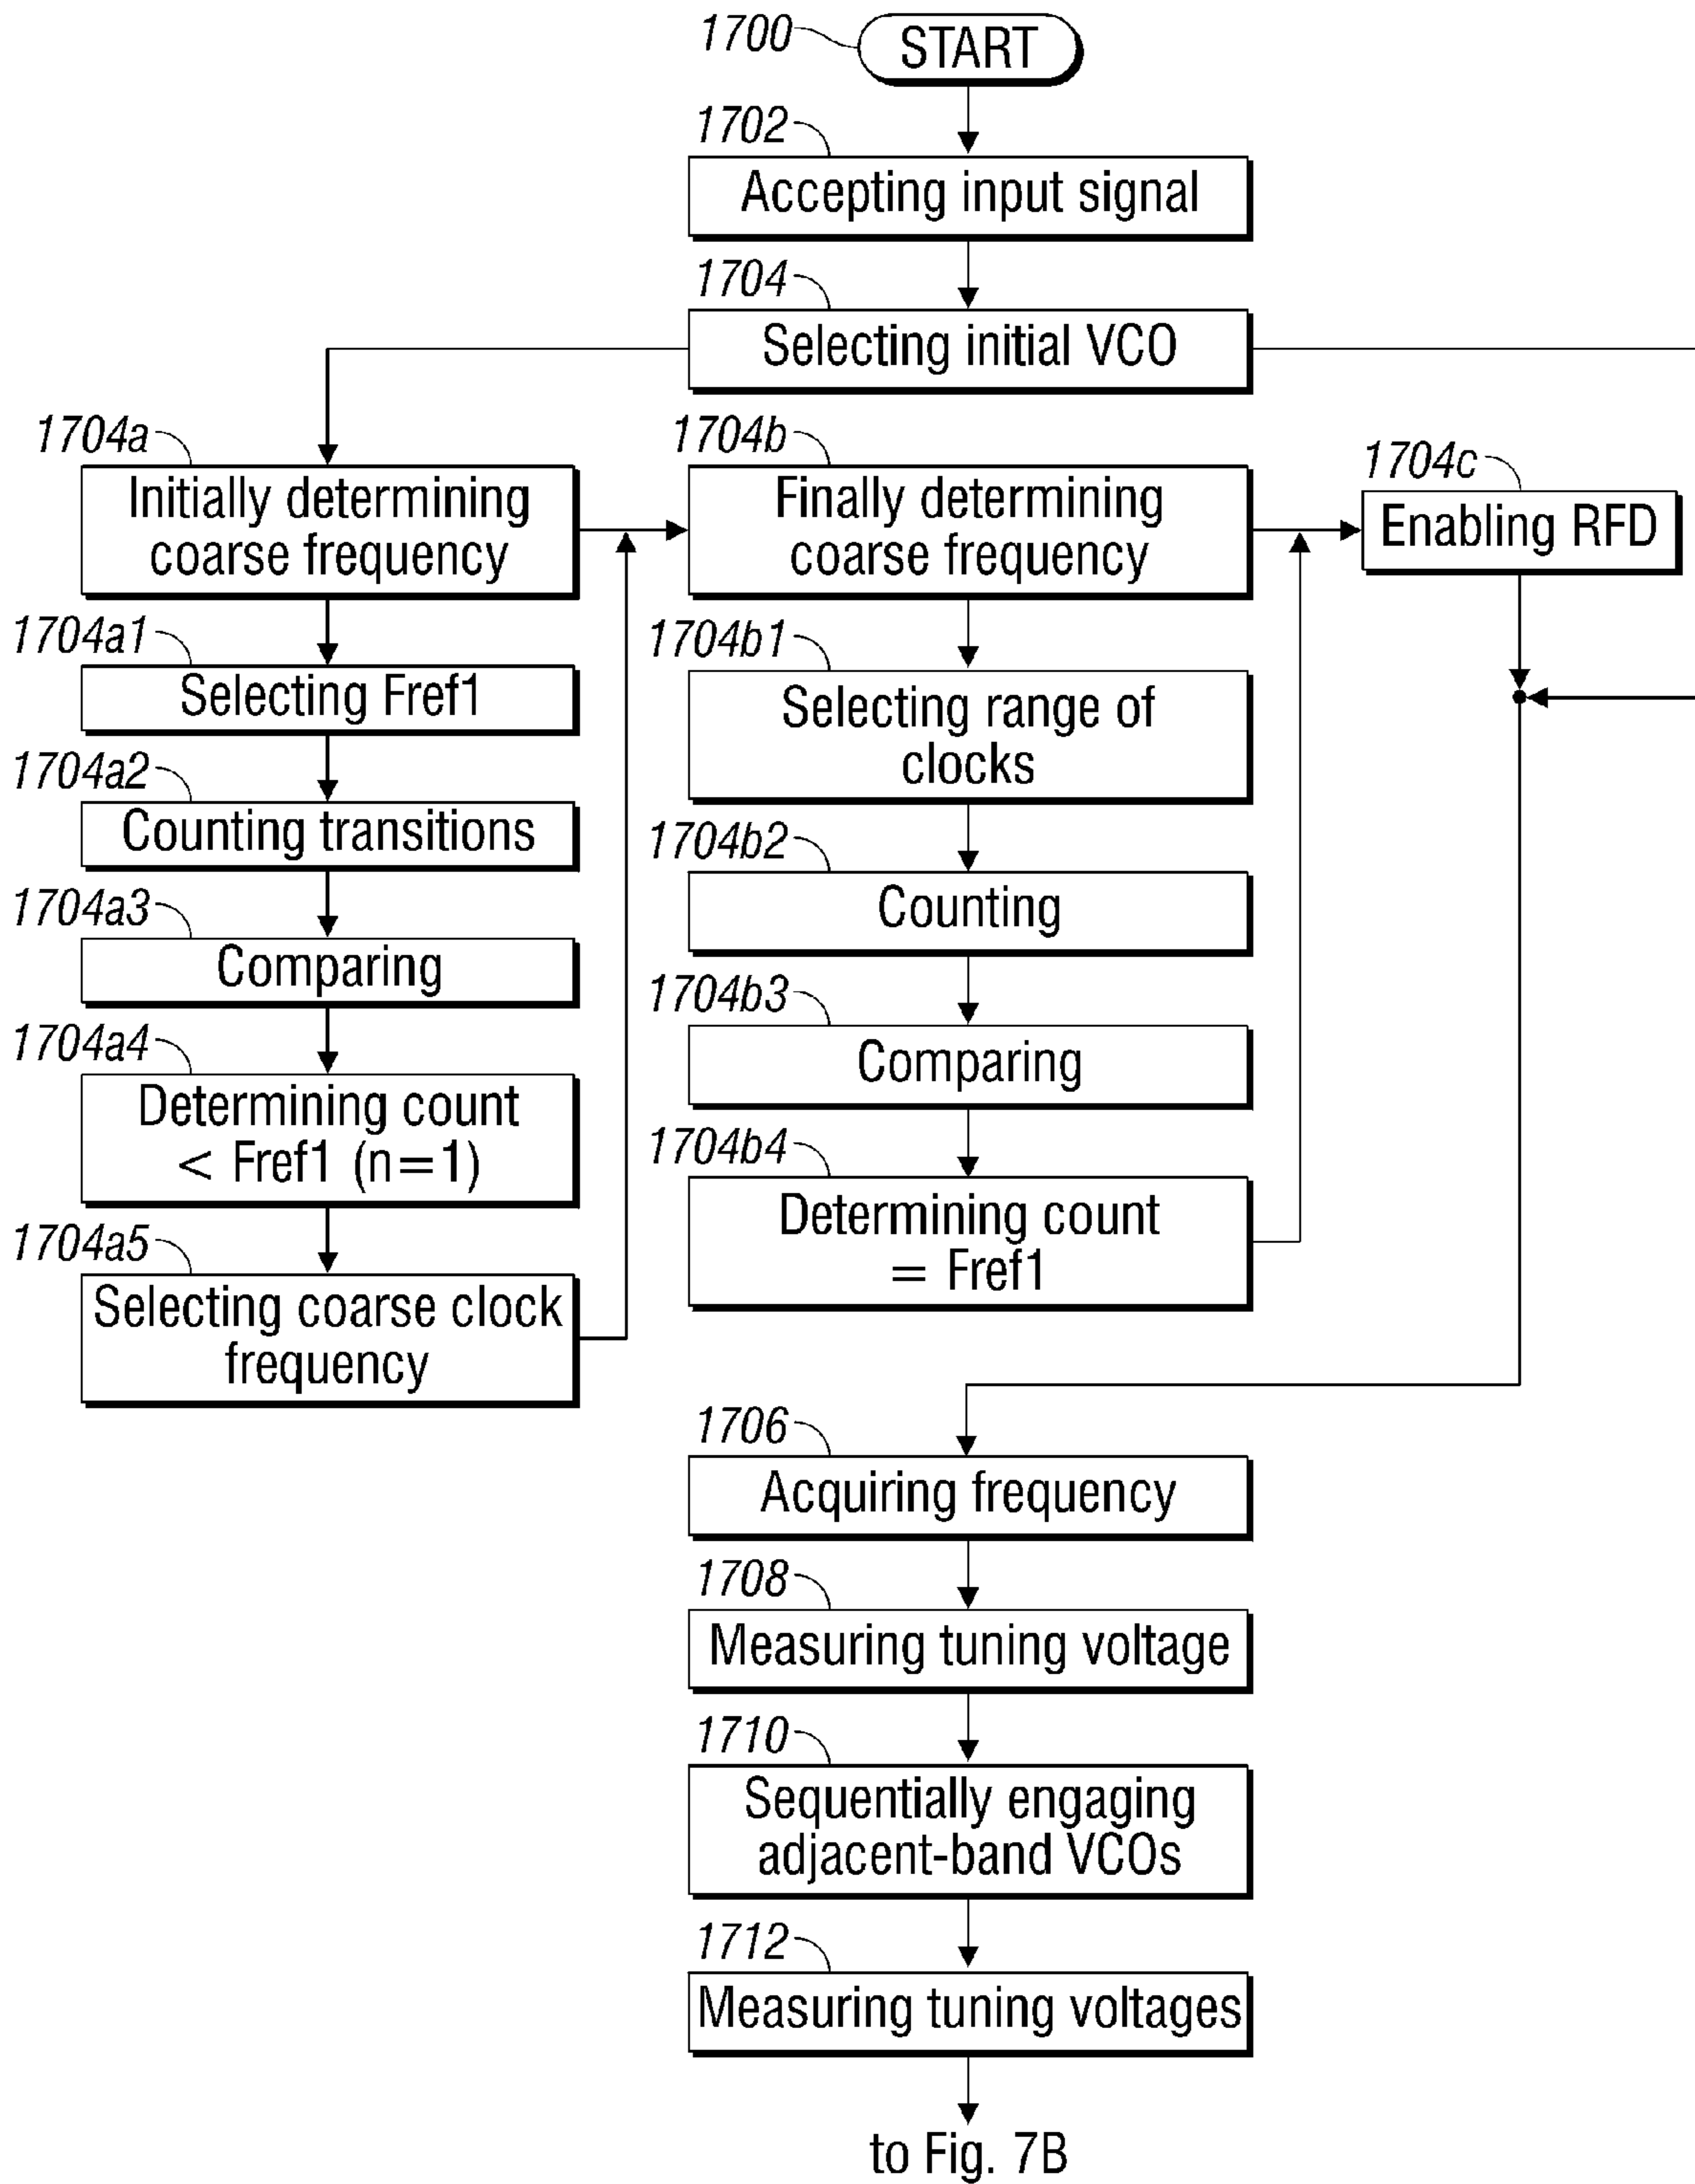 1700
START
1702
Accepting input signal
1704
Selecting initial VCO
1704a
Initially determining
coarse frequency
1704a1
Selecting Fref1
1704a2
Counting transitions
1704a3
Comparing
1704a4
Determining count
< Fref1 (n=1)
1704a5
Selecting coarse clock
frequency
1704b
Finally determining
coarse frequency
1704b1
Selecting range of
clocks
1704b2
Counting
1704b3
Comparing
1704b4
Determining count
= Fref1
1704c
Enabling RFD
1706
Acquiring frequency
1708
Measuring tuning voltage
1710
Sequentially engaging
adjacent-band VCOs
1712
Measuring tuning voltages
to Fig. 7B